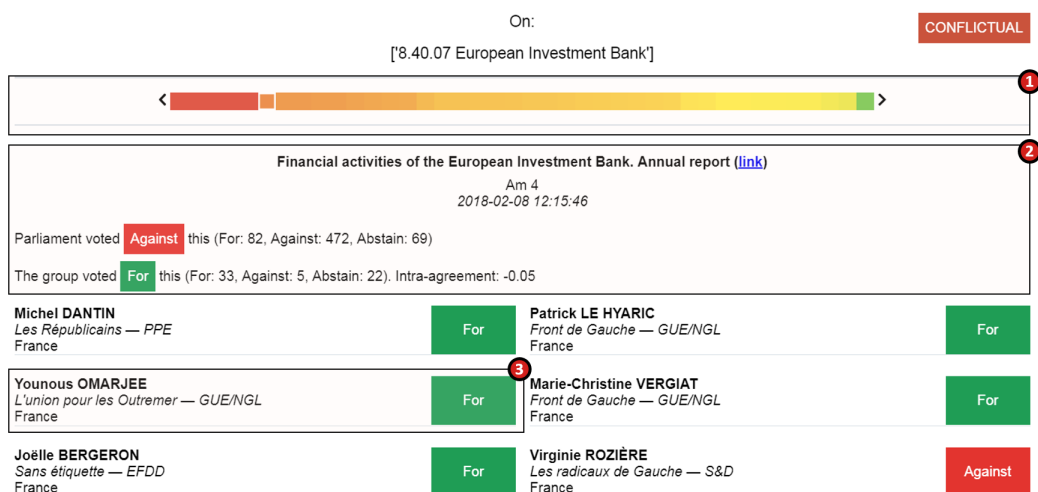 On:
CONFLICTUAL
['8.40.07 European Investment Bank']
1
2
Financial activities of the European Investment Bank. Annual report (link)
Am 4
2018-02-08 12:15:46
Parliament voted Against this (For: 82, Against: 472, Abstain: 69)
The group voted For this (For: 33, Against: 5, Abstain: 22). Intra-agreement: -0.05
Michel DANTIN
Les Républicains — PPE
France
For
Patrick LE HYARIC
Front de Gauche — GUE/NGL
France
For
3
Younous OMARJEE
L'union pour les Outremer — GUE/NGL
France
For
Marie-Christine VERGIAT
Front de Gauche — GUE/NGL
France
For
Joëlle BERGERON
Sans étiquette — EFDD
France
For
Virginie ROZIÈRE
Les radicaux de Gauche — S&D
France
Against